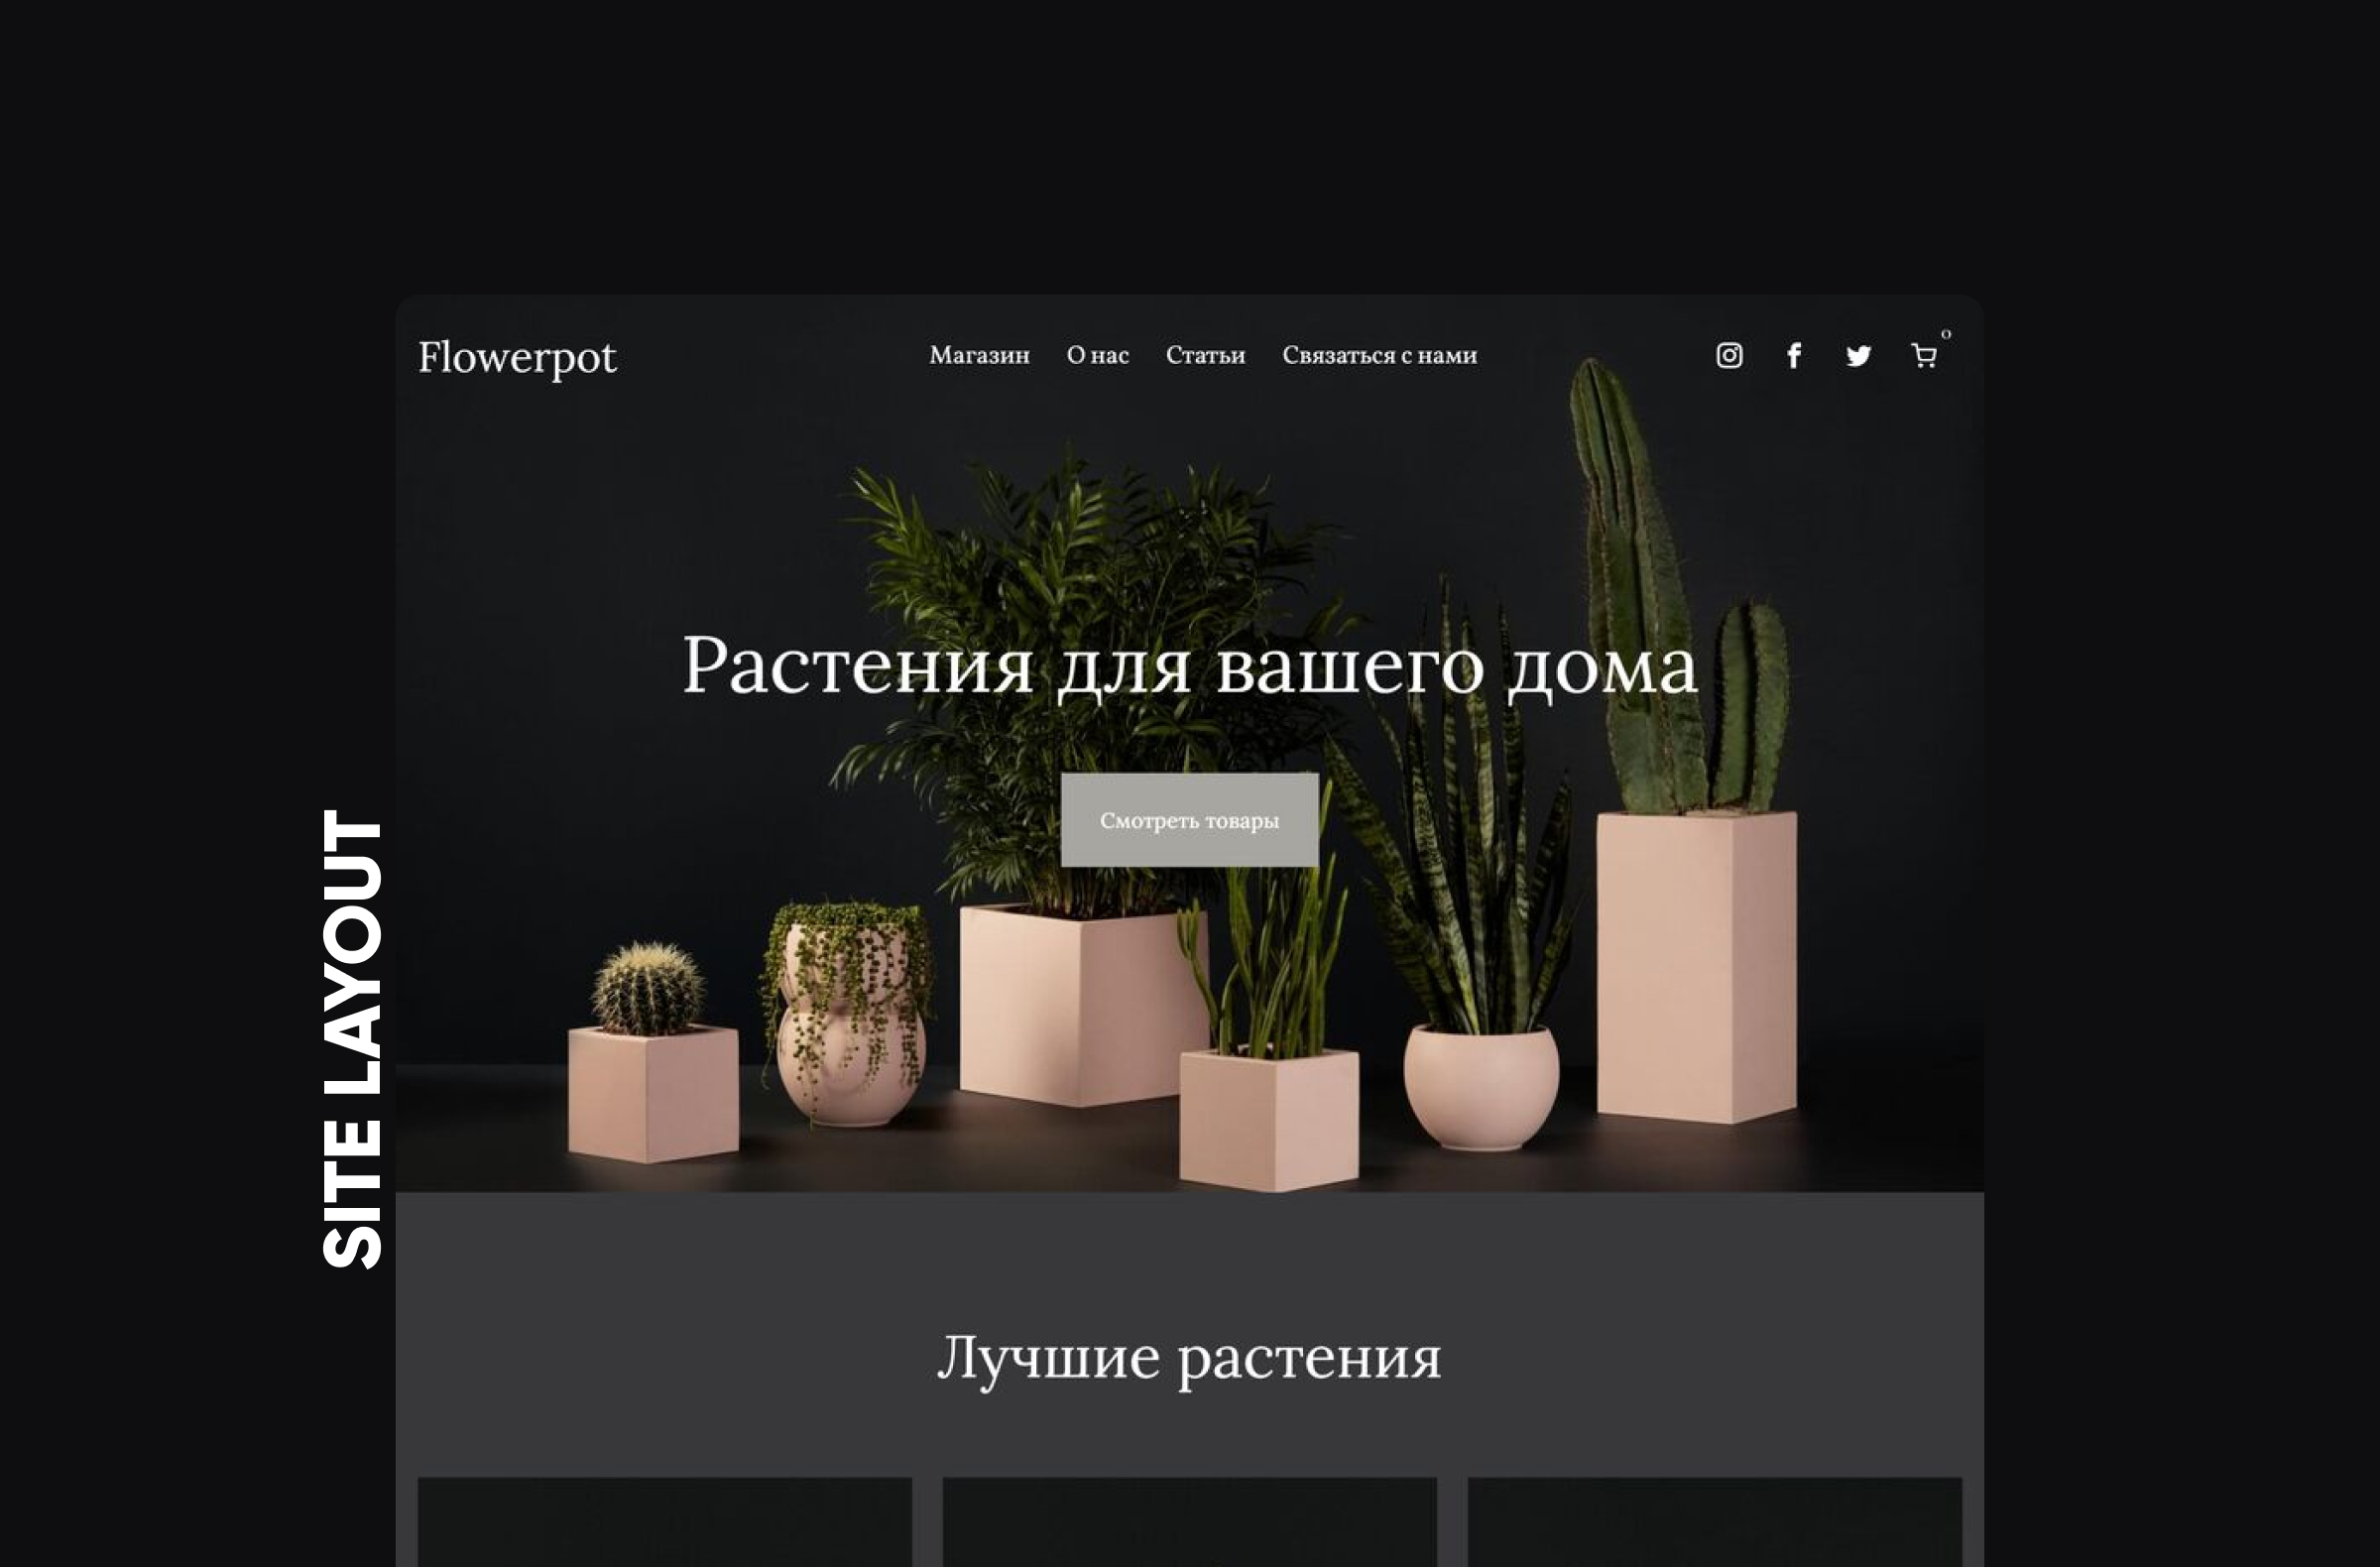 Flowerpot
Магазин О нас Статьи Связаться с нами
0
Растения для вашего дома
Смотреть товары
SITE LAYOUT
Лучшие растения